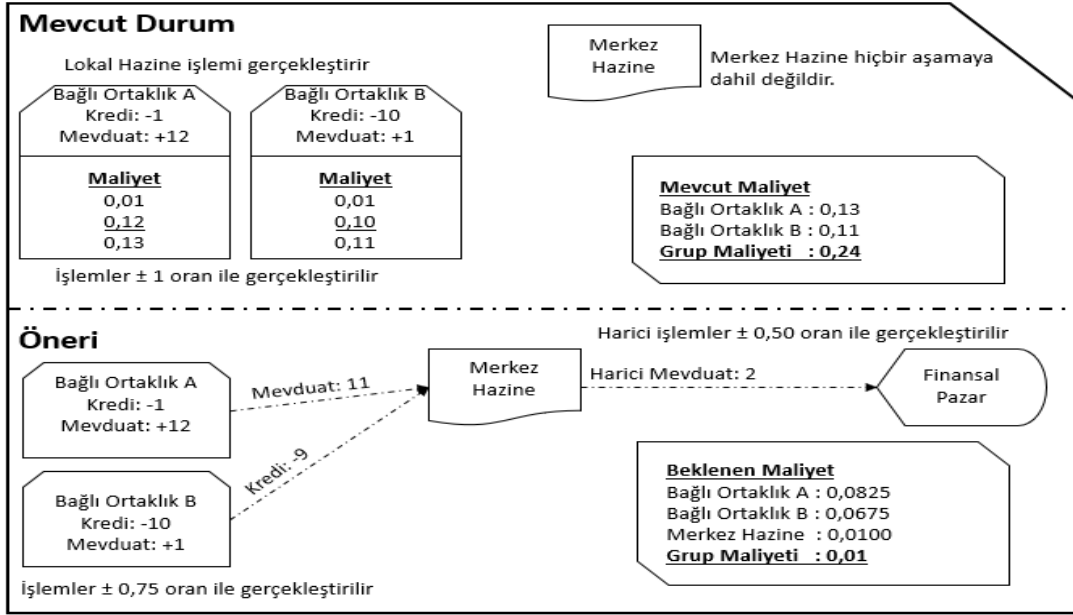 Mevcut Durum
Lokal Hazine işlemi gerçekleştirir
Bağlı Ortaklık A
Kredi: -1
Mevduat: +12
Maliyet
0,01
0,12
0,13
Bağlı Ortaklık B
Kredi: -10
Mevduat: +1
Maliyet
0,01
0,10
0,11
İşlemler ± 1 oran ile gerçekleştirilir
Merkez
Hazine
Merkez Hazine hiçbir aşamaya
dahil değildir.
Mevcut Maliyet
Bağlı Ortaklık A : 0,13
Bağlı Ortaklık B : 0,11
Grup Maliyeti : 0,24
Öneri
Bağlı Ortaklık A
Kredi: -1
Mevduat: +12
Bağlı Ortaklık B
Kredi: -10
Mevduat: +1
İşlemler ± 0,75 oran ile gerçekleştirilir
Mevduat: 11
Kredi: -9
Merkez
Hazine
Harici işlemler ± 0,50 oran ile gerçekleştirilir
Harici Mevduat: 2
Finansal
Pazar
Beklenen Maliyet
Bağlı Ortaklık A : 0,0825
Bağlı Ortaklık B : 0,0675
Merkez Hazine : 0,0100
Grup Maliyeti : 0,01